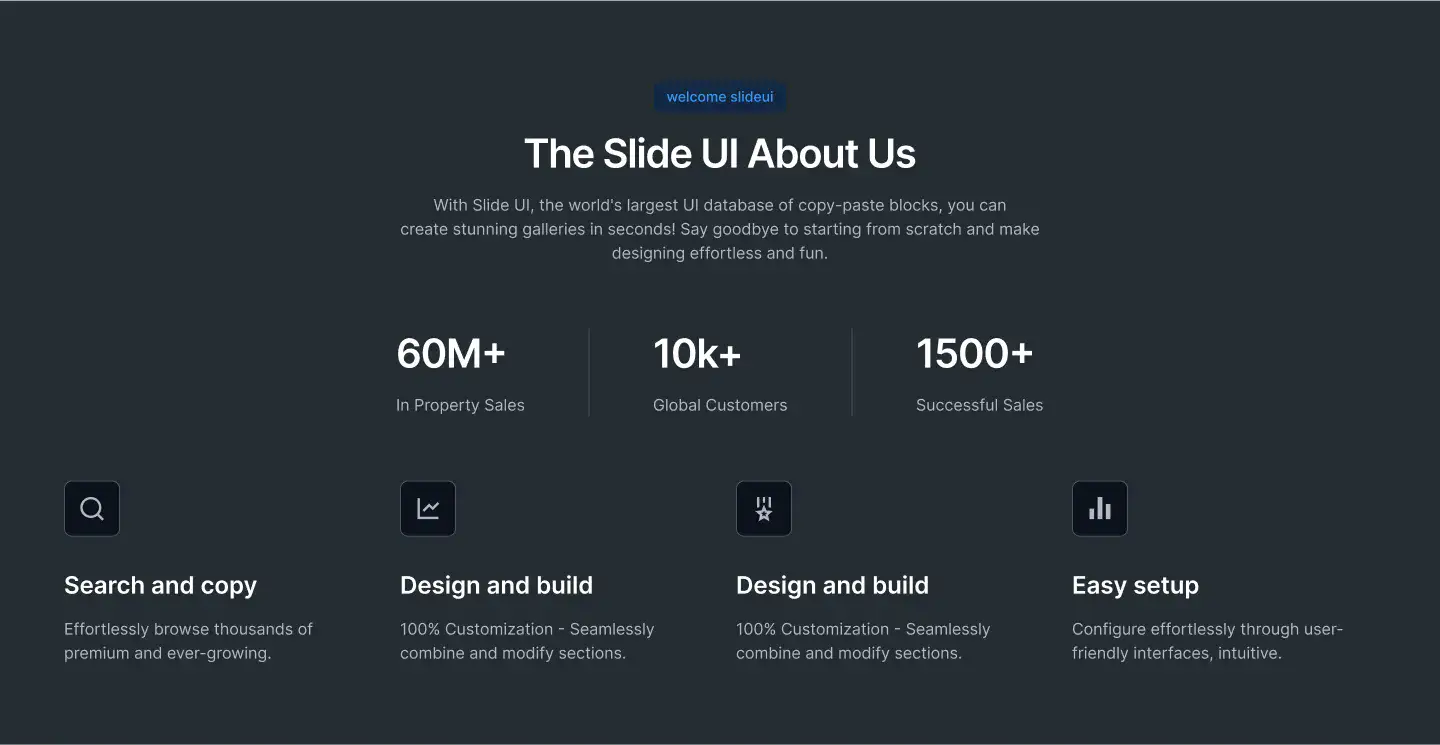 welcome slideui
The Slide UI About Us
With Slide UI, the world's largest UI database of copy-paste blocks, you can
create stunning galleries in seconds! Say goodbye to starting from scratch and make
designing effortless and fun.
60M+
In Property Sales
10k+
Global Customers
1500+
Successful Sales
Search and copy
Effortlessly browse thousands of
premium and ever-growing.
Design and build
100% Customization - Seamlessly
combine and modify sections.
Design and build
100% Customization - Seamlessly
combine and modify sections.
Easy setup
Configure effortlessly through user-
friendly interfaces, intuitive.